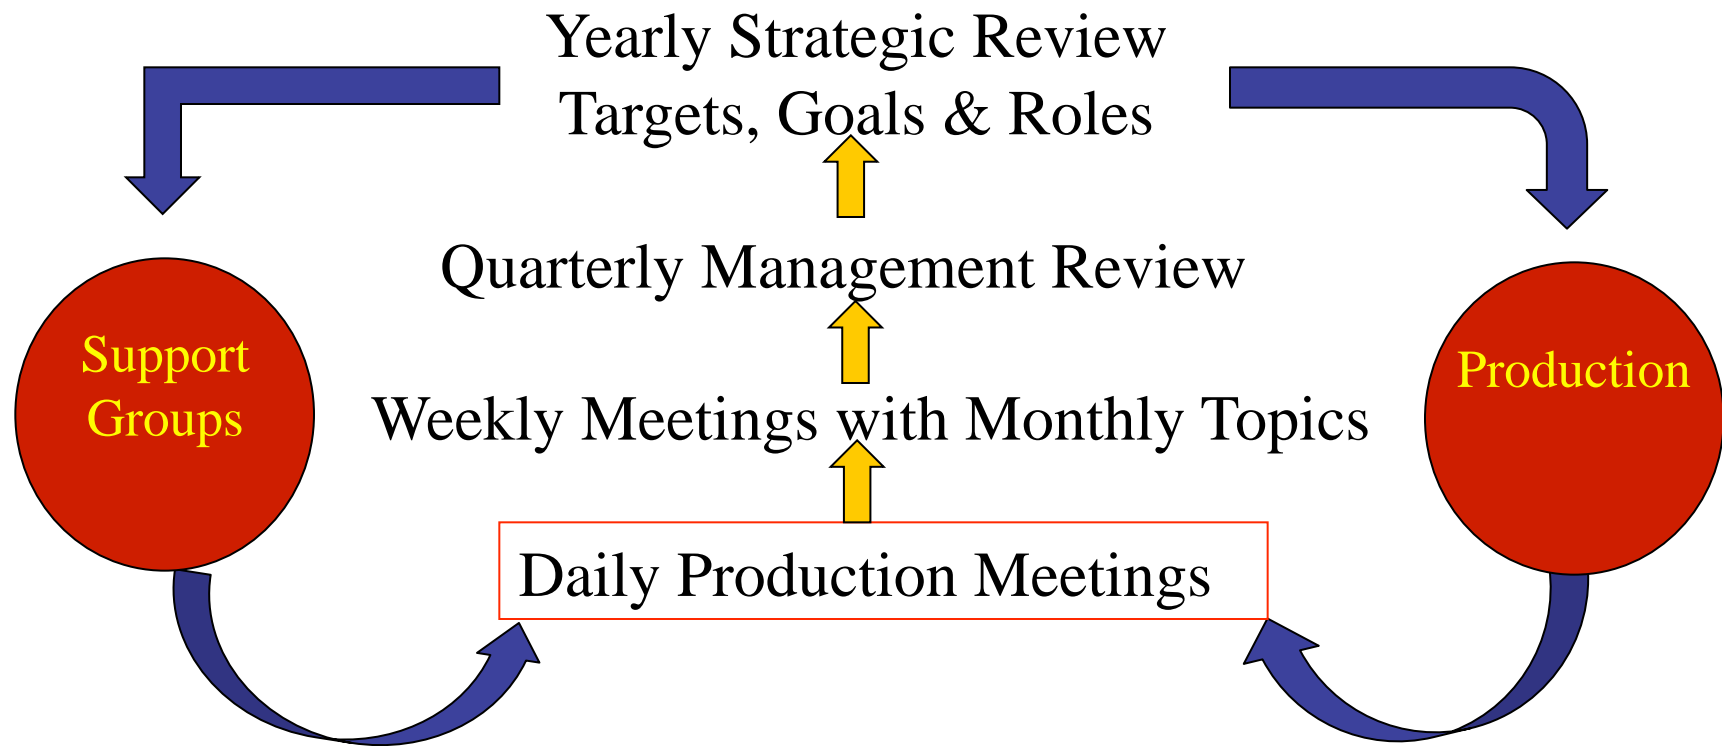 Yearly Strategic Review
Targets, Goals & Roles
Quarterly Management Review
Support
Groups
Production
Weekly Meetings with Monthly Topics
Daily Production Meetings